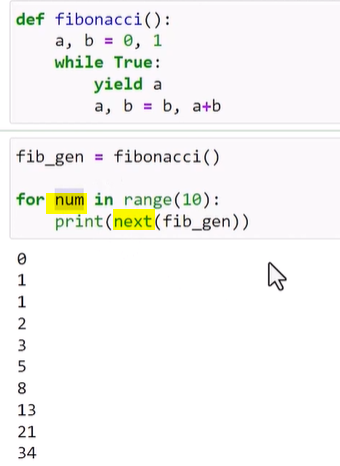 def fibonacci():
    a, b = 0, 1
    while True:
        yield a
        a, b = b, a+b
fib_gen = fibonacci()
for num in range(10):
    print(next(fib_gen))
0
1
1
2
3
5
8
13
21
34